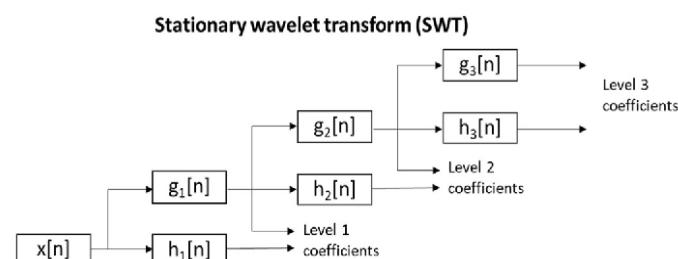 Stationary wavelet transform (SWT)
g₃[n]
Level 3
coefficients
g₂[n]
h₃[n]
Level 2
coefficients
g₁[n]
h₂[n]
Level 1
coefficients
x[n]
h₁[n]